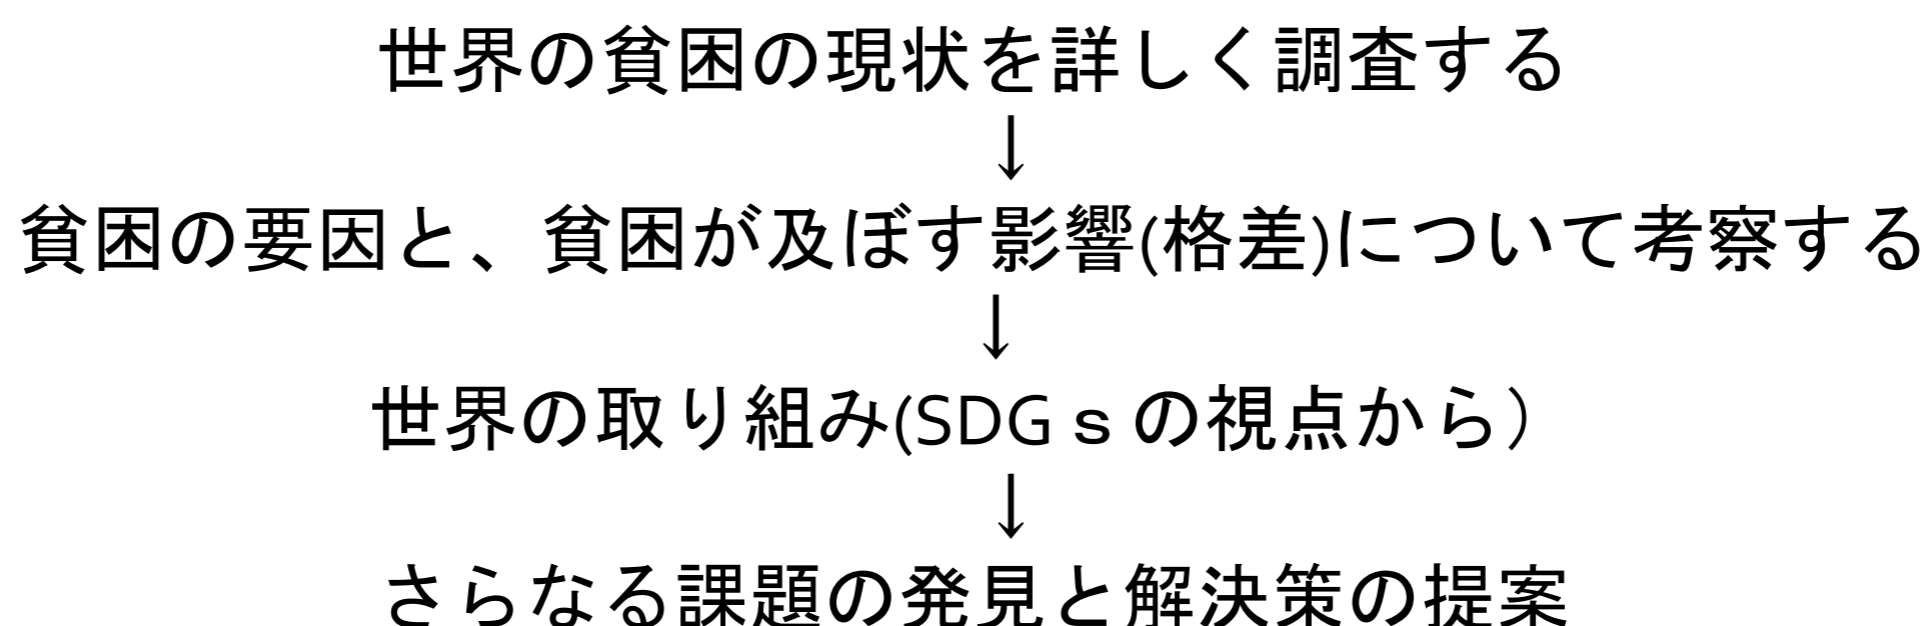 世界の貧困の現状を詳しく調査する
↓
貧困の要因と、貧困が及ぼす影響(格差)について考察する
↓
世界の取り組み(SDGｓの視点から）
↓
さらなる課題の発見と解決策の提案